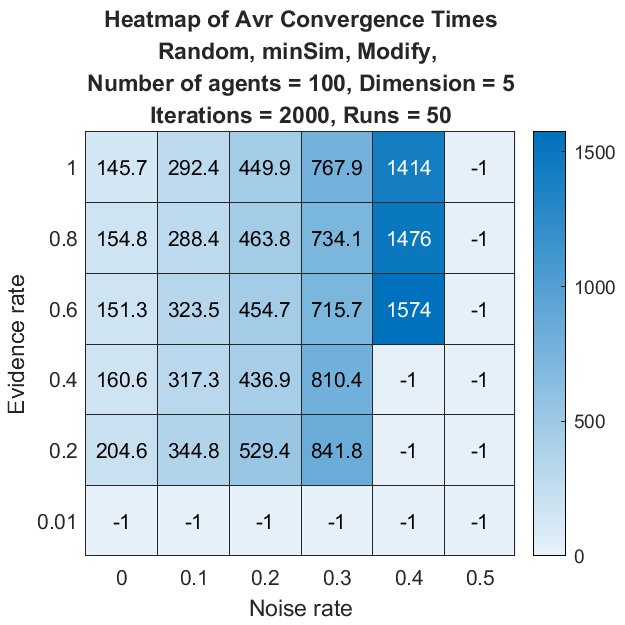 Heatmap of Avr Convergence Times
Random, minSim, Modify,
Number of agents = 100, Dimension = 5
Iterations = 2000, Runs = 50
1 145.7 292.4 449.9 767.9 1414 -1
0.8 154.8 288.4 463.8 734.1 1476 -1
0.6 151.3 323.5 454.7 715.7 1574 -1
0.4 160.6 317.3 436.9 810.4 -1 -1
0.2 204.6 344.8 529.4 841.8 -1 -1
0.01 -1 -1 -1 -1 -1 -1
0 0.1 0.2 0.3 0.4 0.5
Noise rate
Evidence rate
1500
1000
500
0